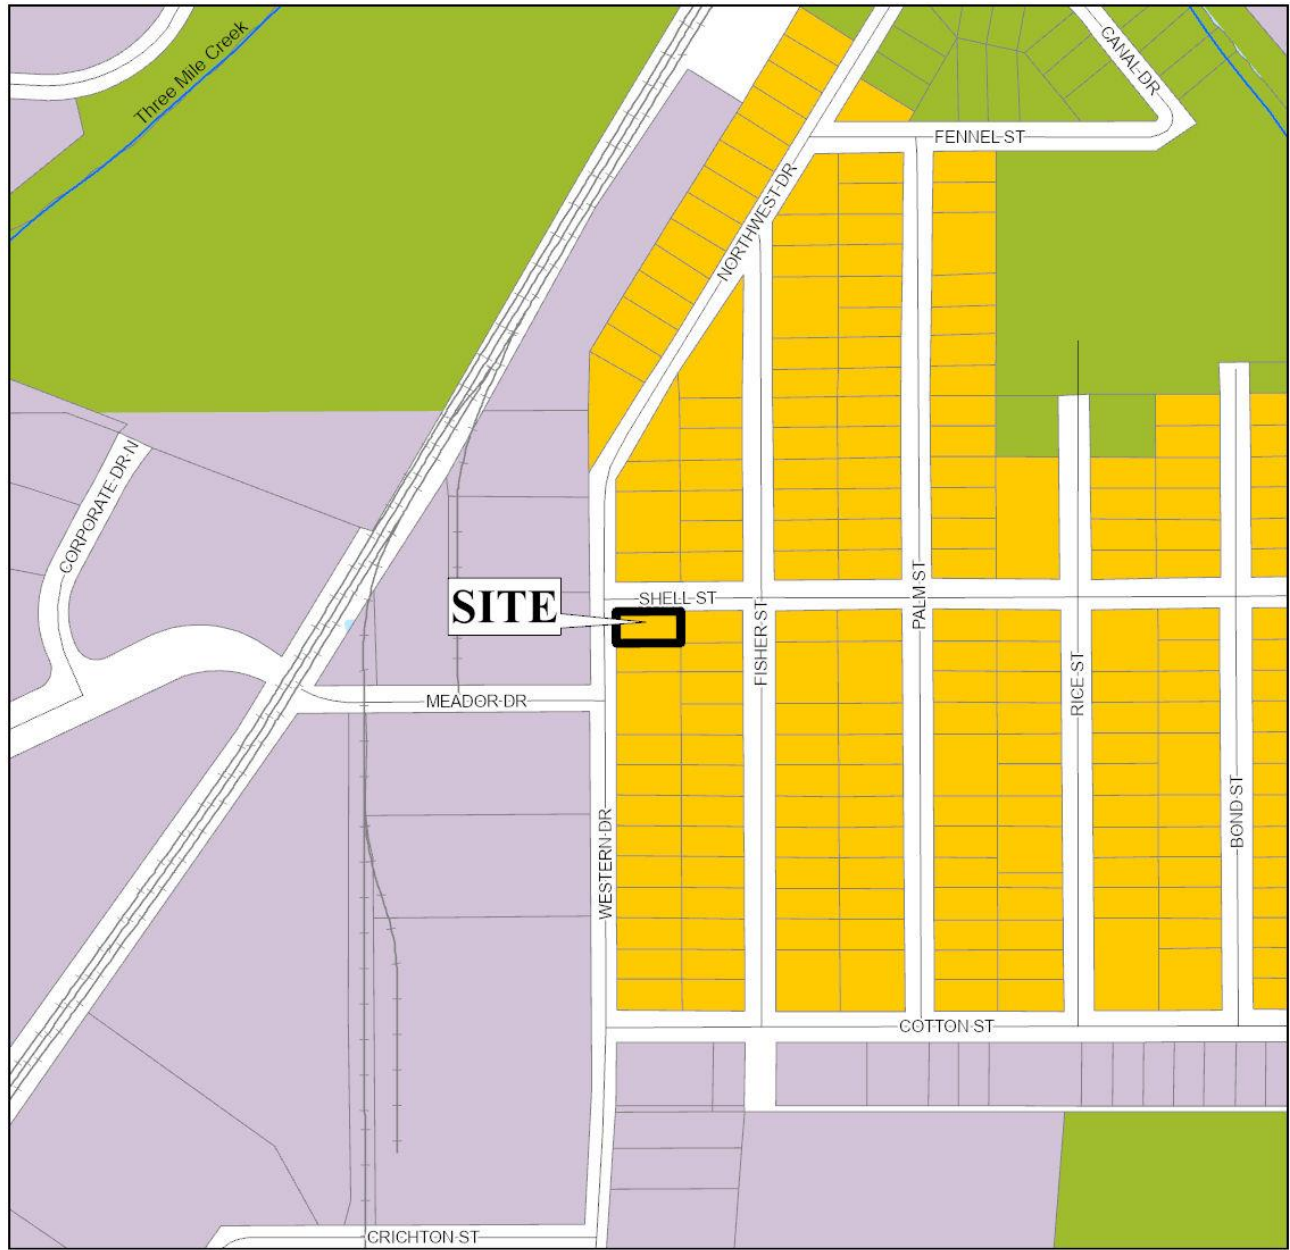 Three Mile Creek
CANAL DR
FENNEL ST
NORTHWEST DR
CORPORATE DR N
SITE
SHELL ST
PALM ST
FISHER ST
RICE ST
MEADOR DR
BOND ST
WESTERN DR
COTTON ST
CRICHTON ST